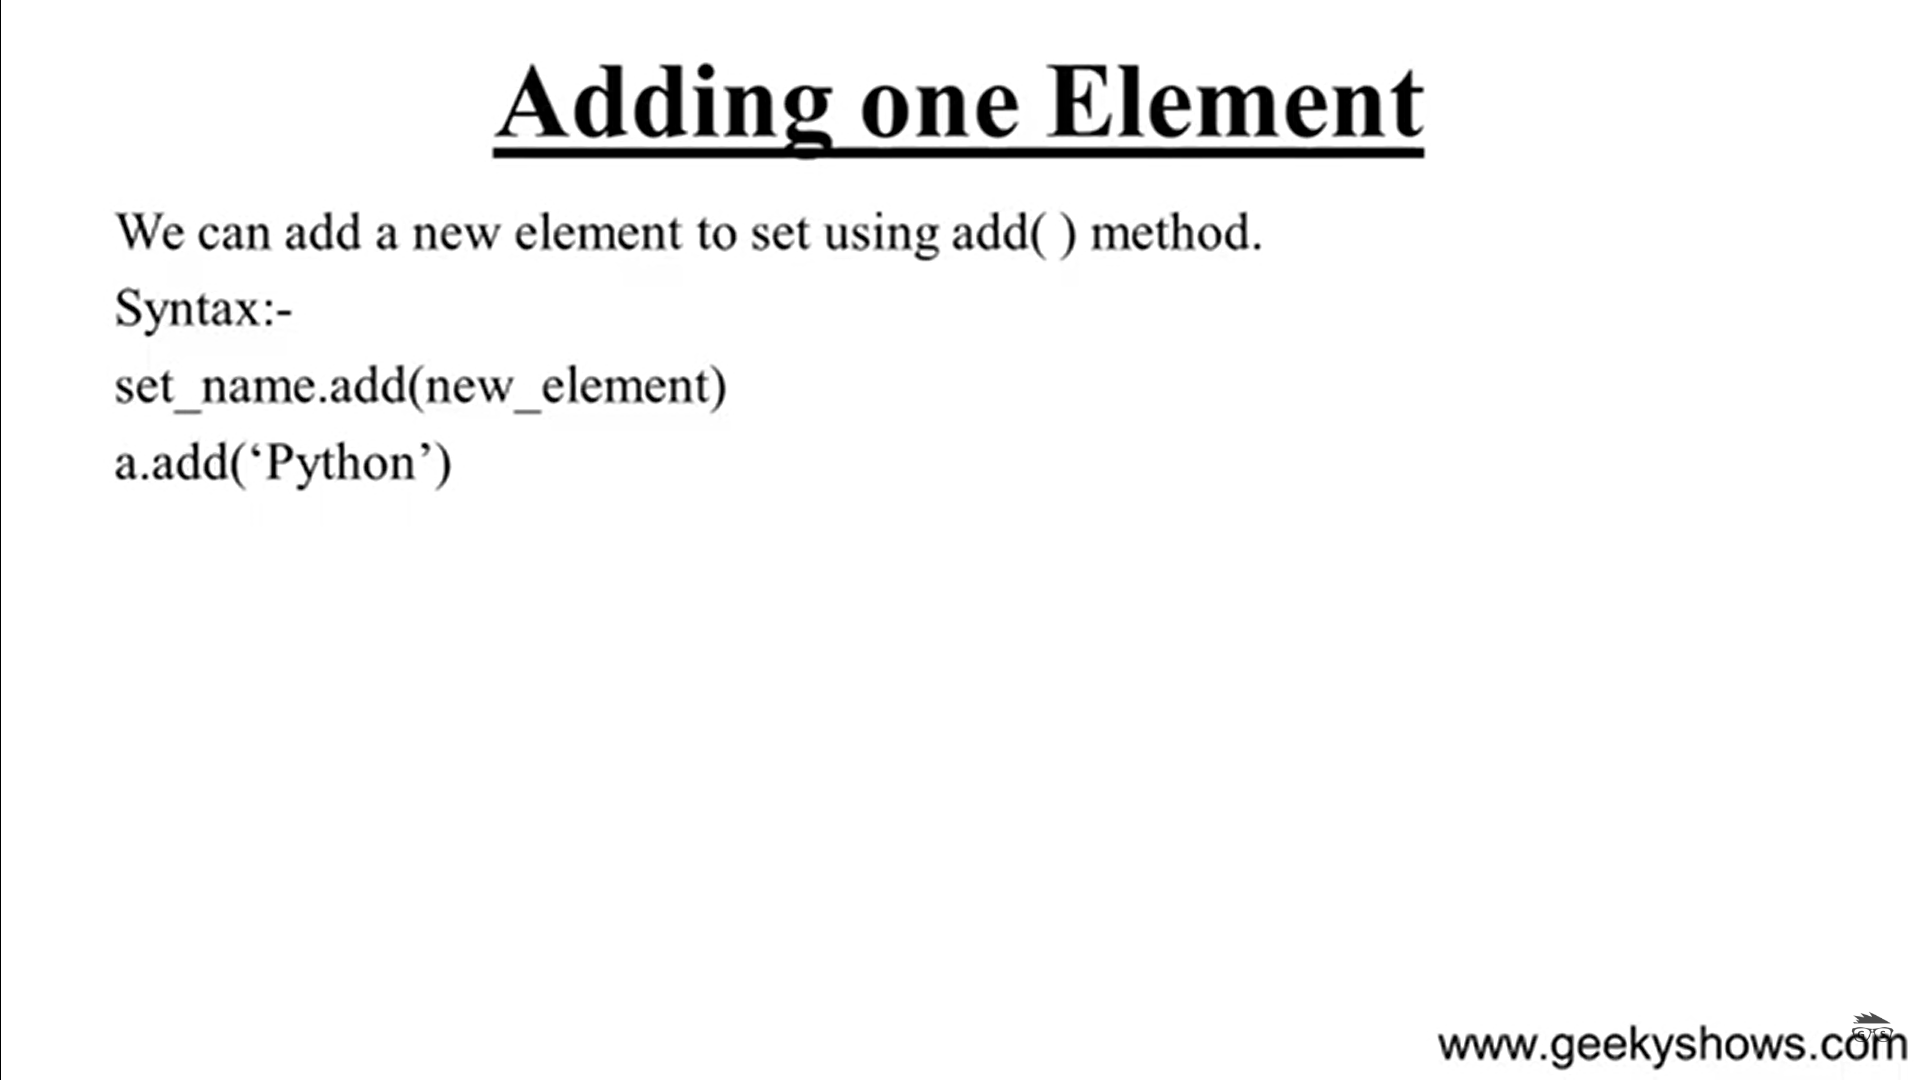 Adding one Element
We can add a new element to set using add( ) method.
Syntax:-
set_name.add(new_element)
a.add(‘Python’)
www.geekyshows.com